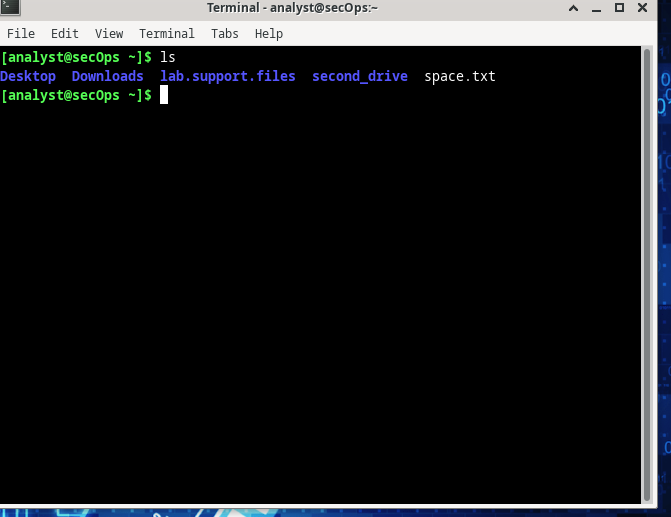 Terminal - analyst@secOps:~
File Edit View Terminal Tabs Help
[analyst@secOps ~]$ ls
Desktop  Downloads  lab.support.files  second_drive  space.txt
[analyst@secOps ~]$